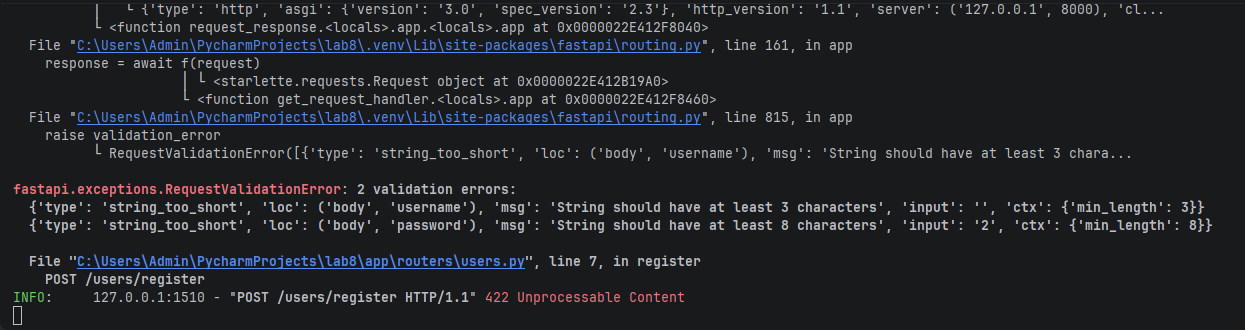 │   └ {'type': 'http', 'asgi': {'version': '3.0', 'spec_version': '2.3'}, 'http_version': '1.1', 'server': ('127.0.0.1', 8000), 'cl...
└ <function request_response.<locals>.app.<locals>.app at 0x0000022E412F8040>
File "C:\Users\Admin\PycharmProjects\lab8\.venv\Lib\site-packages\fastapi\routing.py", line 161, in app
response = await f(request)
│ └ <starlette.requests.Request object at 0x0000022E412B19A0>
└ <function get_request_handler.<locals>.app at 0x0000022E412F8460>
File "C:\Users\Admin\PycharmProjects\lab8\.venv\Lib\site-packages\fastapi\routing.py", line 815, in app
raise validation_error
└ RequestValidationError([{'type': 'string_too_short', 'loc': ('body', 'username'), 'msg': 'String should have at least 3 chara...
fastapi.exceptions.RequestValidationError: 2 validation errors:
{'type': 'string_too_short', 'loc': ('body', 'username'), 'msg': 'String should have at least 3 characters', 'input': '', 'ctx': {'min_length': 3}}
{'type': 'string_too_short', 'loc': ('body', 'password'), 'msg': 'String should have at least 8 characters', 'input': '2', 'ctx': {'min_length': 8}}
File "C:\Users\Admin\PycharmProjects\lab8\app\routers\users.py", line 7, in register
POST /users/register
INFO:     127.0.0.1:1510 - "POST /users/register HTTP/1.1" 422 Unprocessable Content